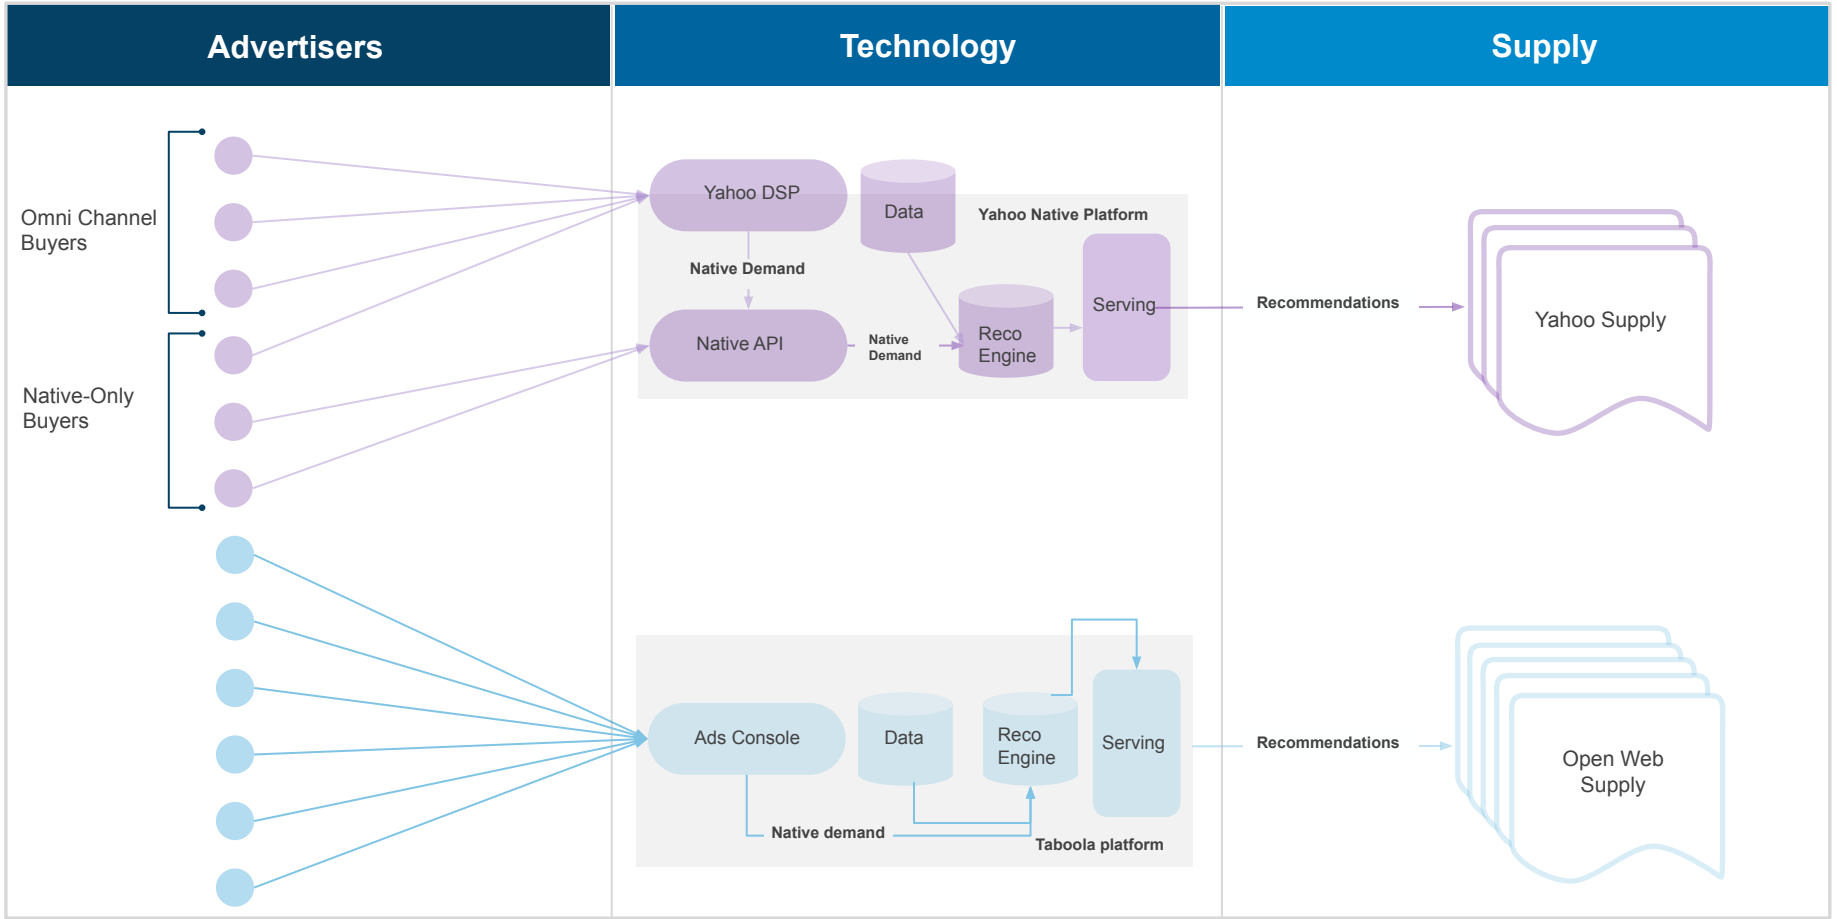 Advertisers
Technology
Supply
Omni Channel
Buyers
Native-Only
Buyers
Yahoo DSP
Data
Yahoo Native Platform
Native Demand
Native API
Native
Demand
Reco
Engine
Serving
Recommendations
Yahoo Supply
Ads Console
Data
Reco
Engine
Serving
Native demand
Taboola platform
Recommendations
Open Web
Supply